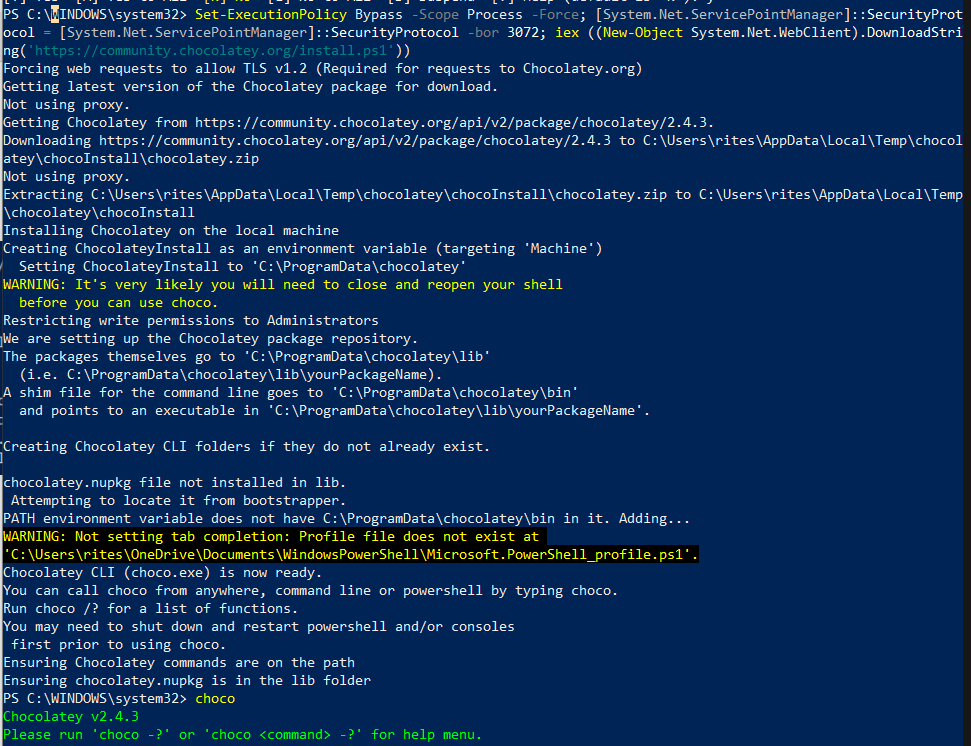 PS C:\WINDOWS\system32> Set-ExecutionPolicy Bypass -Scope Process -Force; [System.Net.ServicePointManager]::SecurityProt
ocol = [System.Net.ServicePointManager]::SecurityProtocol -bor 3072; iex ((New-Object System.Net.WebClient).DownloadStri
ng('https://community.chocolatey.org/install.ps1'))
Forcing web requests to allow TLS v1.2 (Required for requests to Chocolatey.org)
Getting latest version of the Chocolatey package for download.
Not using proxy.
Getting Chocolatey from https://community.chocolatey.org/api/v2/package/chocolatey/2.4.3.
Downloading https://community.chocolatey.org/api/v2/package/chocolatey/2.4.3 to C:\Users\rites\AppData\Local\Temp\chocol
atey\chocoInstall\chocolatey.zip
Not using proxy.
Extracting C:\Users\rites\AppData\Local\Temp\chocolatey\chocoInstall\chocolatey.zip to C:\Users\rites\AppData\Local\Temp
\chocolatey\chocoInstall
Installing Chocolatey on the local machine
Creating ChocolateyInstall as an environment variable (targeting 'Machine')
  Setting ChocolateyInstall to 'C:\ProgramData\chocolatey'
WARNING: It's very likely you will need to close and reopen your shell
  before you can use choco.
Restricting write permissions to Administrators
We are setting up the Chocolatey package repository.
The packages themselves go to 'C:\ProgramData\chocolatey\lib'
  (i.e. C:\ProgramData\chocolatey\lib\yourPackageName).
A shim file for the command line goes to 'C:\ProgramData\chocolatey\bin'
  and points to an executable in 'C:\ProgramData\chocolatey\lib\yourPackageName'.

Creating Chocolatey CLI folders if they do not already exist.

chocolatey.nupkg file not installed in lib.
 Attempting to locate it from bootstrapper.
PATH environment variable does not have C:\ProgramData\chocolatey\bin in it. Adding...
WARNING: Not setting tab completion: Profile file does not exist at
'C:\Users\rites\OneDrive\Documents\WindowsPowerShell\Microsoft.PowerShell_profile.ps1'.
Chocolatey CLI (choco.exe) is now ready.
You can call choco from anywhere, command line or powershell by typing choco.
Run choco /? for a list of functions.
You may need to shut down and restart powershell and/or consoles
 first prior to using choco.
Ensuring Chocolatey commands are on the path
Ensuring chocolatey.nupkg is in the lib folder
PS C:\WINDOWS\system32> choco
Chocolatey v2.4.3
Please run 'choco -?' or 'choco <command> -?' for help menu.